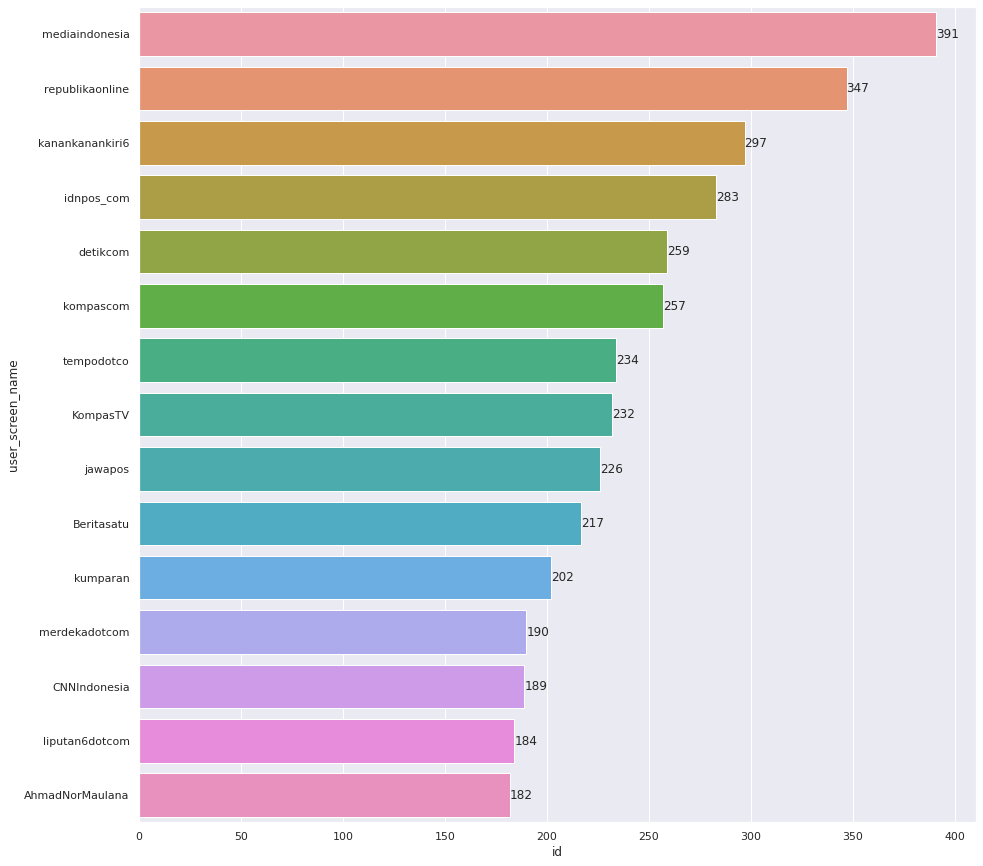 mediaindonesia 391
republikaonline 347
kanankanankiri6 297
idnpos_com 283
detikcom 259
kompascom 257
tempodotco 234
KompasTV 232
jawapos 226
Beritasatu 217
kumparan 202
merdekadotcom 190
CNNIndonesia 189
liputan6dotcom 184
AhmadNorMaulana 182
user_screen_name
0 50 100 150 200 250 300 350 400
id